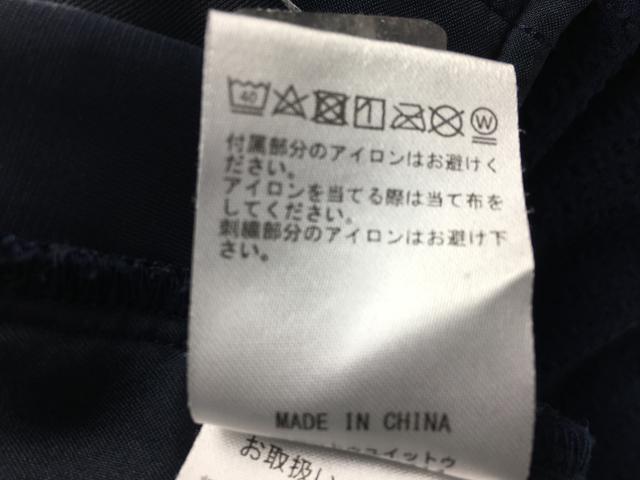 40
W
付属部分のアイロンはお避けく
ださい。
アイロンを当てる際は当て布を
してください。
刺繍部分のアイロンはお避け下
さい。
MADE IN CHINA
お取扱い